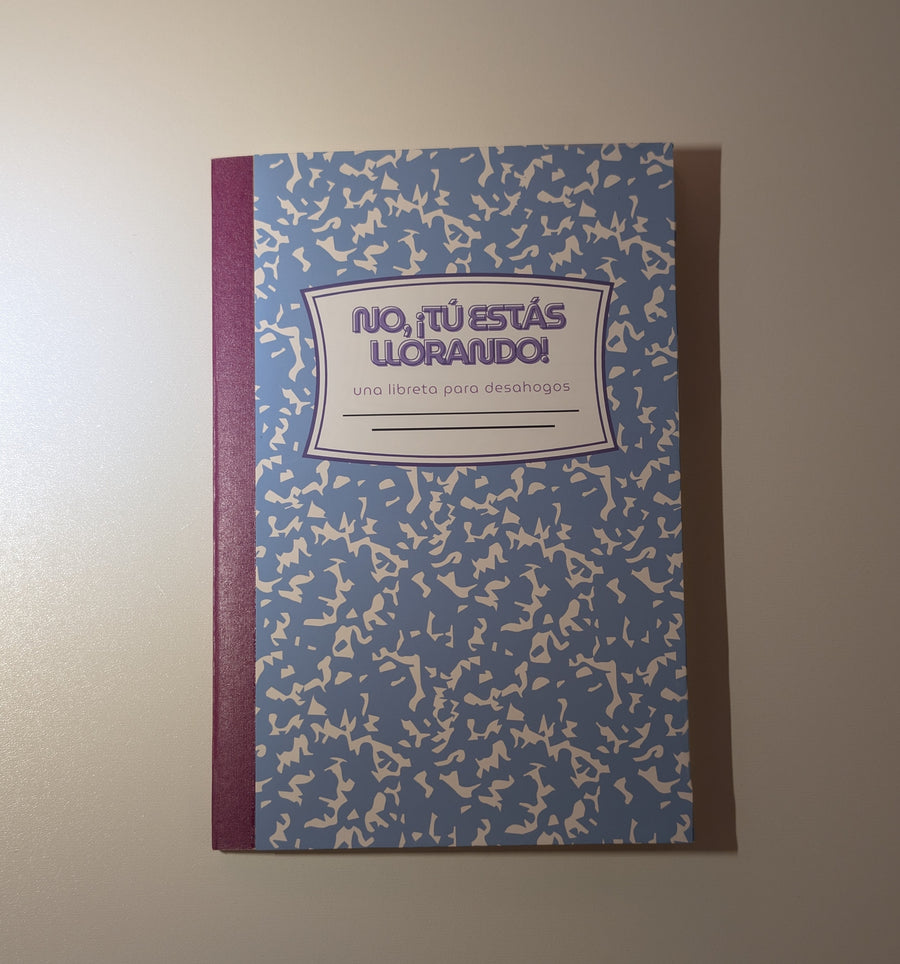 NO, ¡TÚ ESTÁS
LLORANDO!
una libreta para desahogos